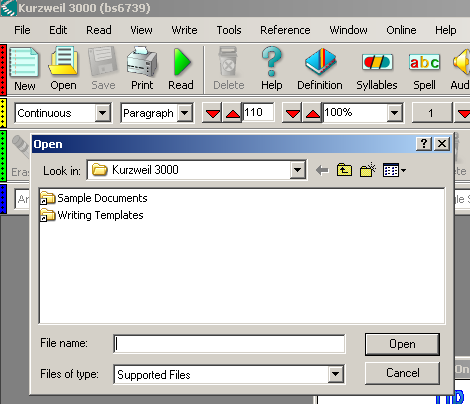 Kurzweil 3000 (bs6739)
File Edit Read View Write Tools Reference Window Online Help
New Open Save Print Read Delete Help Definition Syllables Spell
Continuous Paragraph 110 100% 1
Open
Look in: Kurzweil 3000
Sample Documents
Writing Templates
File name: Open
Files of type: Supported Files Cancel